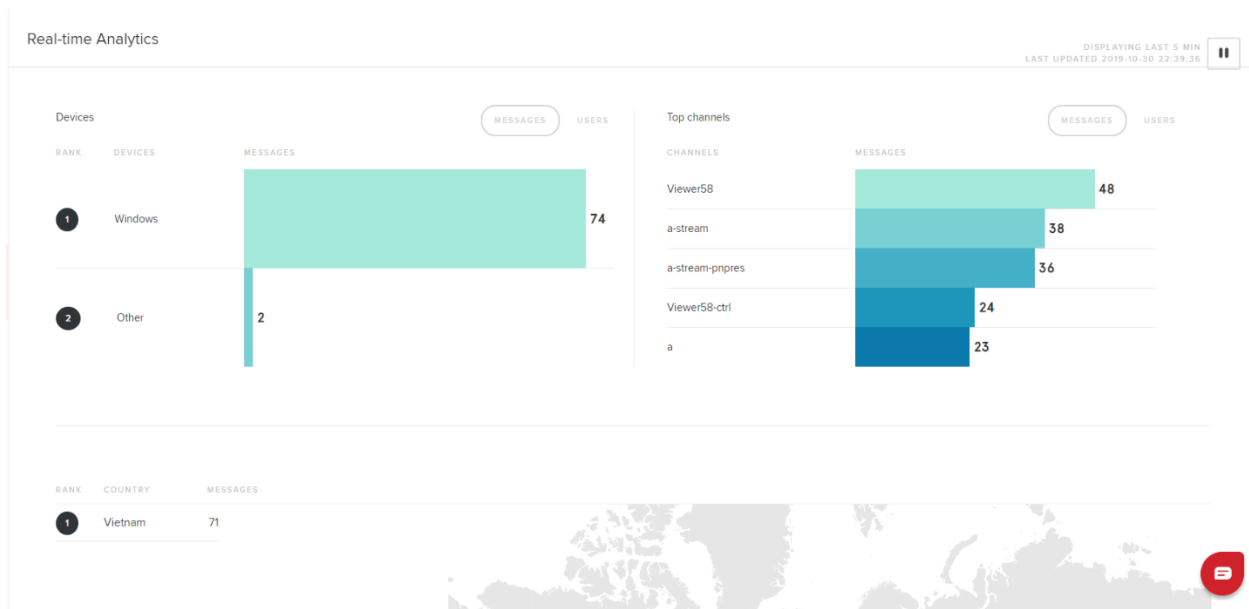 Real-time Analytics
DISPLAYING LAST 5 MIN
LAST UPDATED 2019-10-30 22:39:36
Devices
MESSAGES USERS
RANK DEVICES MESSAGES
1 Windows 74
2 Other 2
Top channels
MESSAGES USERS
CHANNELS MESSAGES
Viewer58 48
a-stream 38
a-stream-pnpres 36
Viewer58-ctrl 24
a 23
RANK COUNTRY MESSAGES
1 Vietnam 71